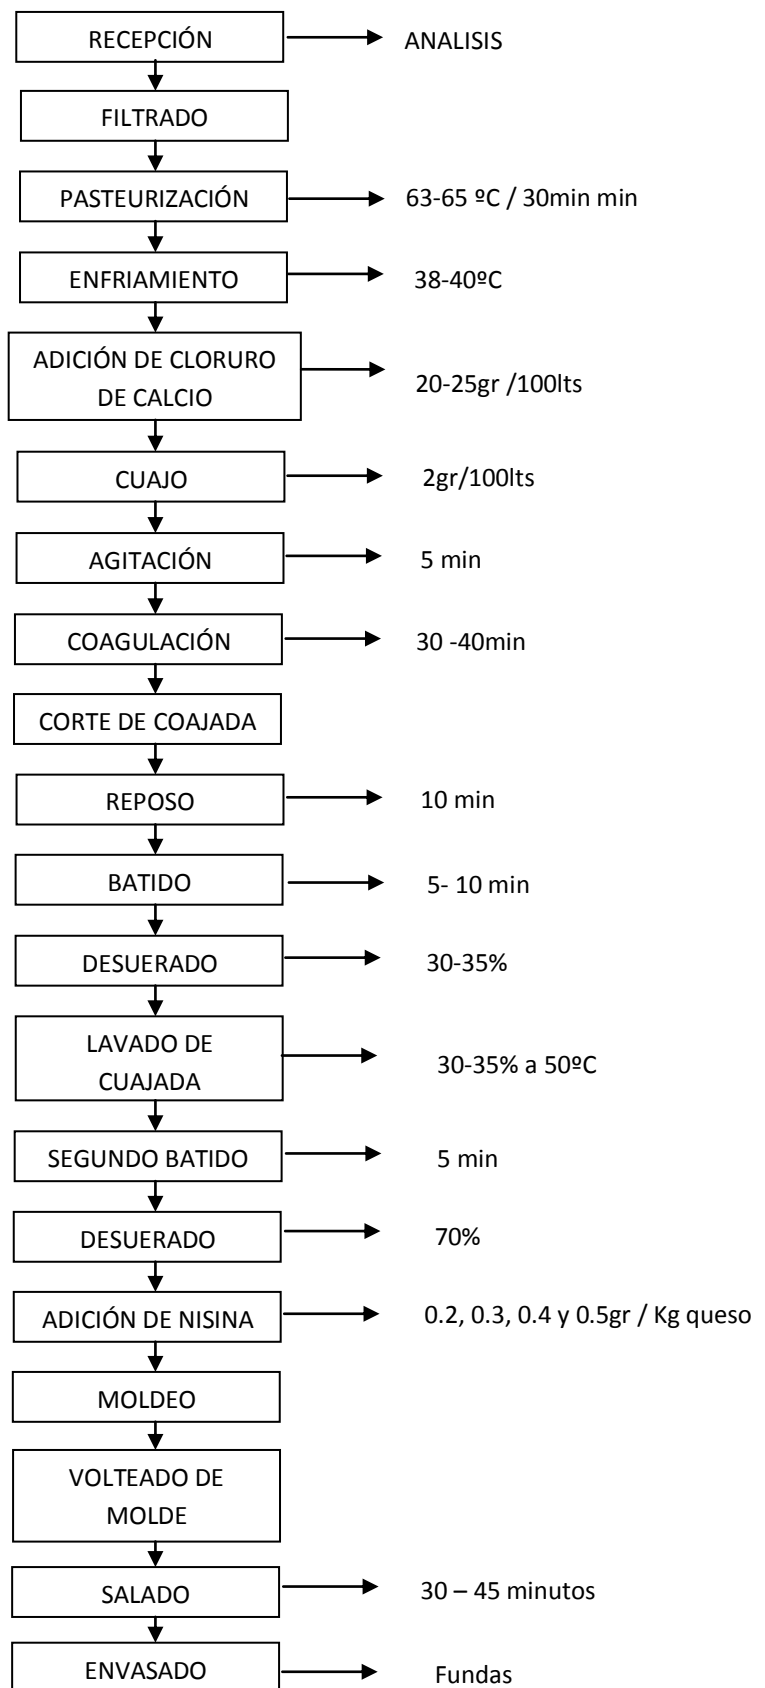 RECEPCIÓN
ANALISIS
FILTRADO
PASTEURIZACIÓN
63-65 ºC / 30min min
ENFRIAMIENTO
38-40ºC
ADICIÓN DE CLORURO
DE CALCIO
20-25gr /100lts
CUAJO
2gr/100lts
AGITACIÓN
5 min
COAGULACIÓN
30 -40min
CORTE DE COAJADA
REPOSO
10 min
BATIDO
5- 10 min
DESUERADO
30-35%
LAVADO DE
CUAJADA
30-35% a 50ºC
SEGUNDO BATIDO
5 min
DESUERADO
70%
ADICIÓN DE NISINA
0.2, 0.3, 0.4 y 0.5gr / Kg queso
MOLDEO
VOLTEADO DE
MOLDE
SALADO
30 – 45 minutos
ENVASADO
Fundas